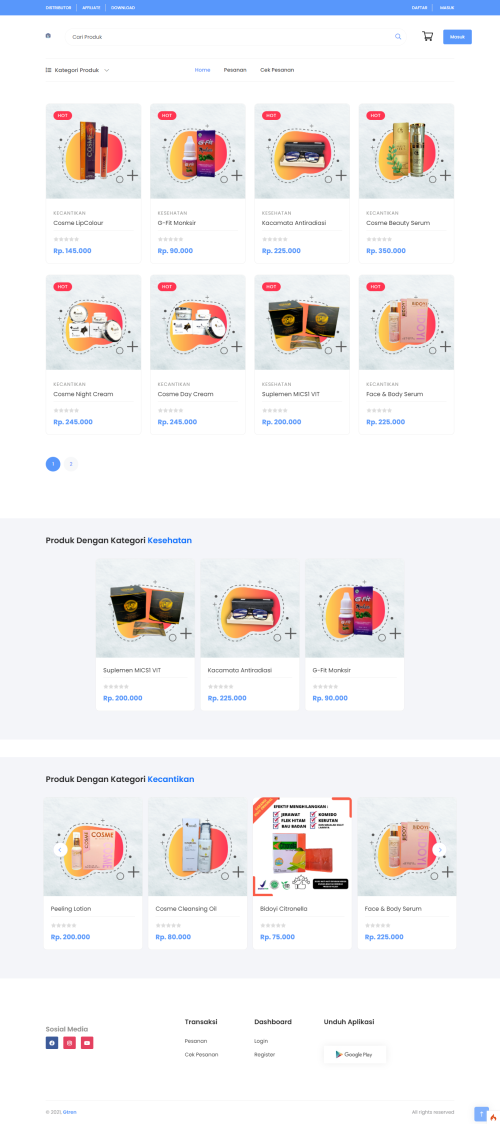 DISTRIBUTOR AFFILIATE DOWNLOAD DAFTAR MASUK
Cari Produk Masuk
Kategori Produk Home Pesanan Cek Pesanan
HOT HOT HOT HOT
KECANTIKAN KESEHATAN KESEHATAN KECANTIKAN
Cosme LipColour G-Fit Monksir Kacamata Antiradiasi Cosme Beauty Serum
Rp. 145.000 Rp. 90.000 Rp. 225.000 Rp. 350.000
HOT HOT HOT HOT
KECANTIKAN KECANTIKAN KESEHATAN KECANTIKAN
Cosme Night Cream Cosme Day Cream Suplemen MICS1 VIT Face & Body Serum
Rp. 245.000 Rp. 245.000 Rp. 200.000 Rp. 225.000
1 2
Produk Dengan Kategori Kesehatan
Suplemen MICS1 VIT Kacamata Antiradiasi G-Fit Monksir
Rp. 200.000 Rp. 225.000 Rp. 90.000
Produk Dengan Kategori Kecantikan
COSME
EFEKTIF MENGHILANGKAN :
JERAWAT KOMEDO
FLEK HITAM KERUTAN
BAU BADAN
Peeling Lotion Cosme Cleansing Oil Bidoyi Citronella Face & Body Serum
Rp. 200.000 Rp. 80.000 Rp. 75.000 Rp. 225.000
Sosial Media
Transaksi Dashboard Unduh Aplikasi
Pesanan Login
Cek Pesanan Register
Google Play
© 2021, Gtren All rights reserved